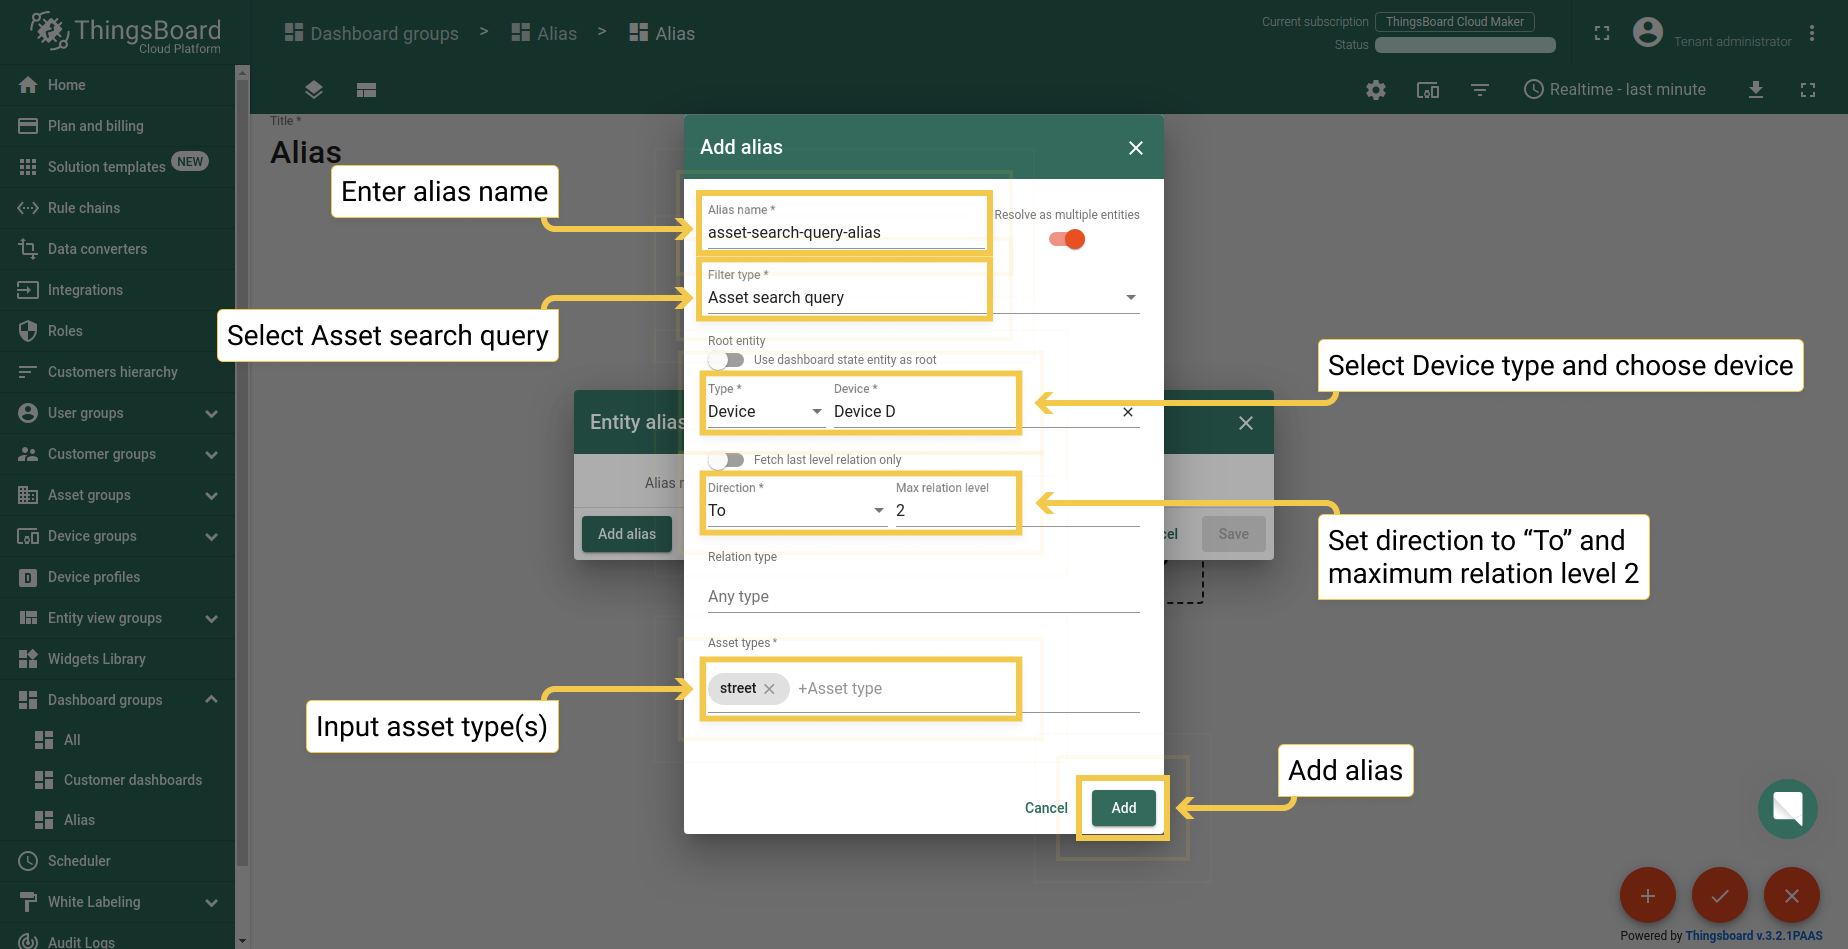 ThingsBoard
Cloud Platform
Dashboard groups > Alias > Alias
Current subscription ThingsBoard Cloud Maker
Status
Tenant administrator
Realtime - last minute
Home
Plan and billing
Solution templates NEW
Rule chains
Data converters
Integrations
Roles
Customers hierarchy
User groups
Customer groups
Asset groups
Device groups
Device profiles
Entity view groups
Widgets Library
Dashboard groups
All
Customer dashboards
Alias
Scheduler
White Labeling
Audit Logs
Title *
Alias
Enter alias name
Select Asset search query
Input asset type(s)
Add alias
Alias name *
asset-search-query-alias
Resolve as multiple entities
Filter type *
Asset search query
Root entity
Use dashboard state entity as root
Type * Device *
Device Device D
Fetch last level relation only
Direction * Max relation level
To 2
Relation type
Any type
Asset types *
street +Asset type
Cancel Add
Entity alias
Alias
Add alias
Save
Select Device type and choose device
Set direction to “To” and
maximum relation level 2
Add alias
Powered by Thingsboard v.3.2.1PAAS